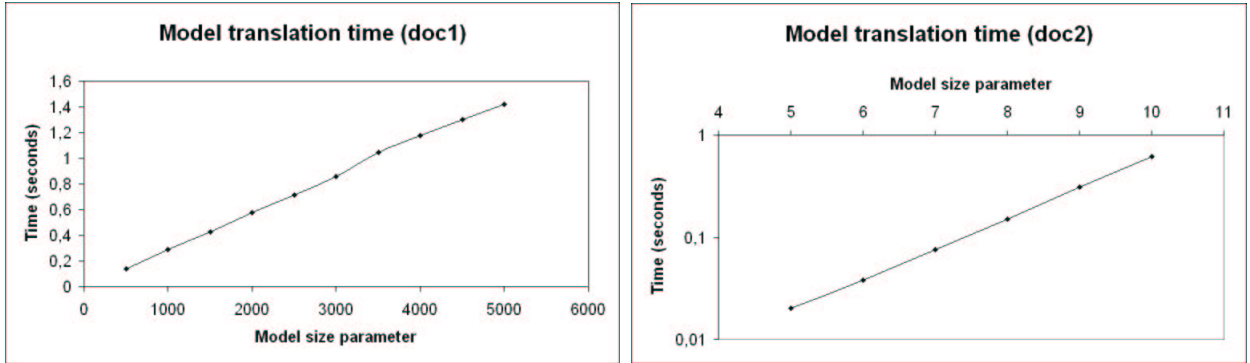 Model translation time (doc1)
1,6
1,4
1,2
1
0,8
0,6
0,4
0,2
0
Time (seconds)
0 1000 2000 3000 4000 5000 6000
Model size parameter
Model translation time (doc2)
Model size parameter
4 5 6 7 8 9 10 11
1
0,1
0,01
Time (seconds)